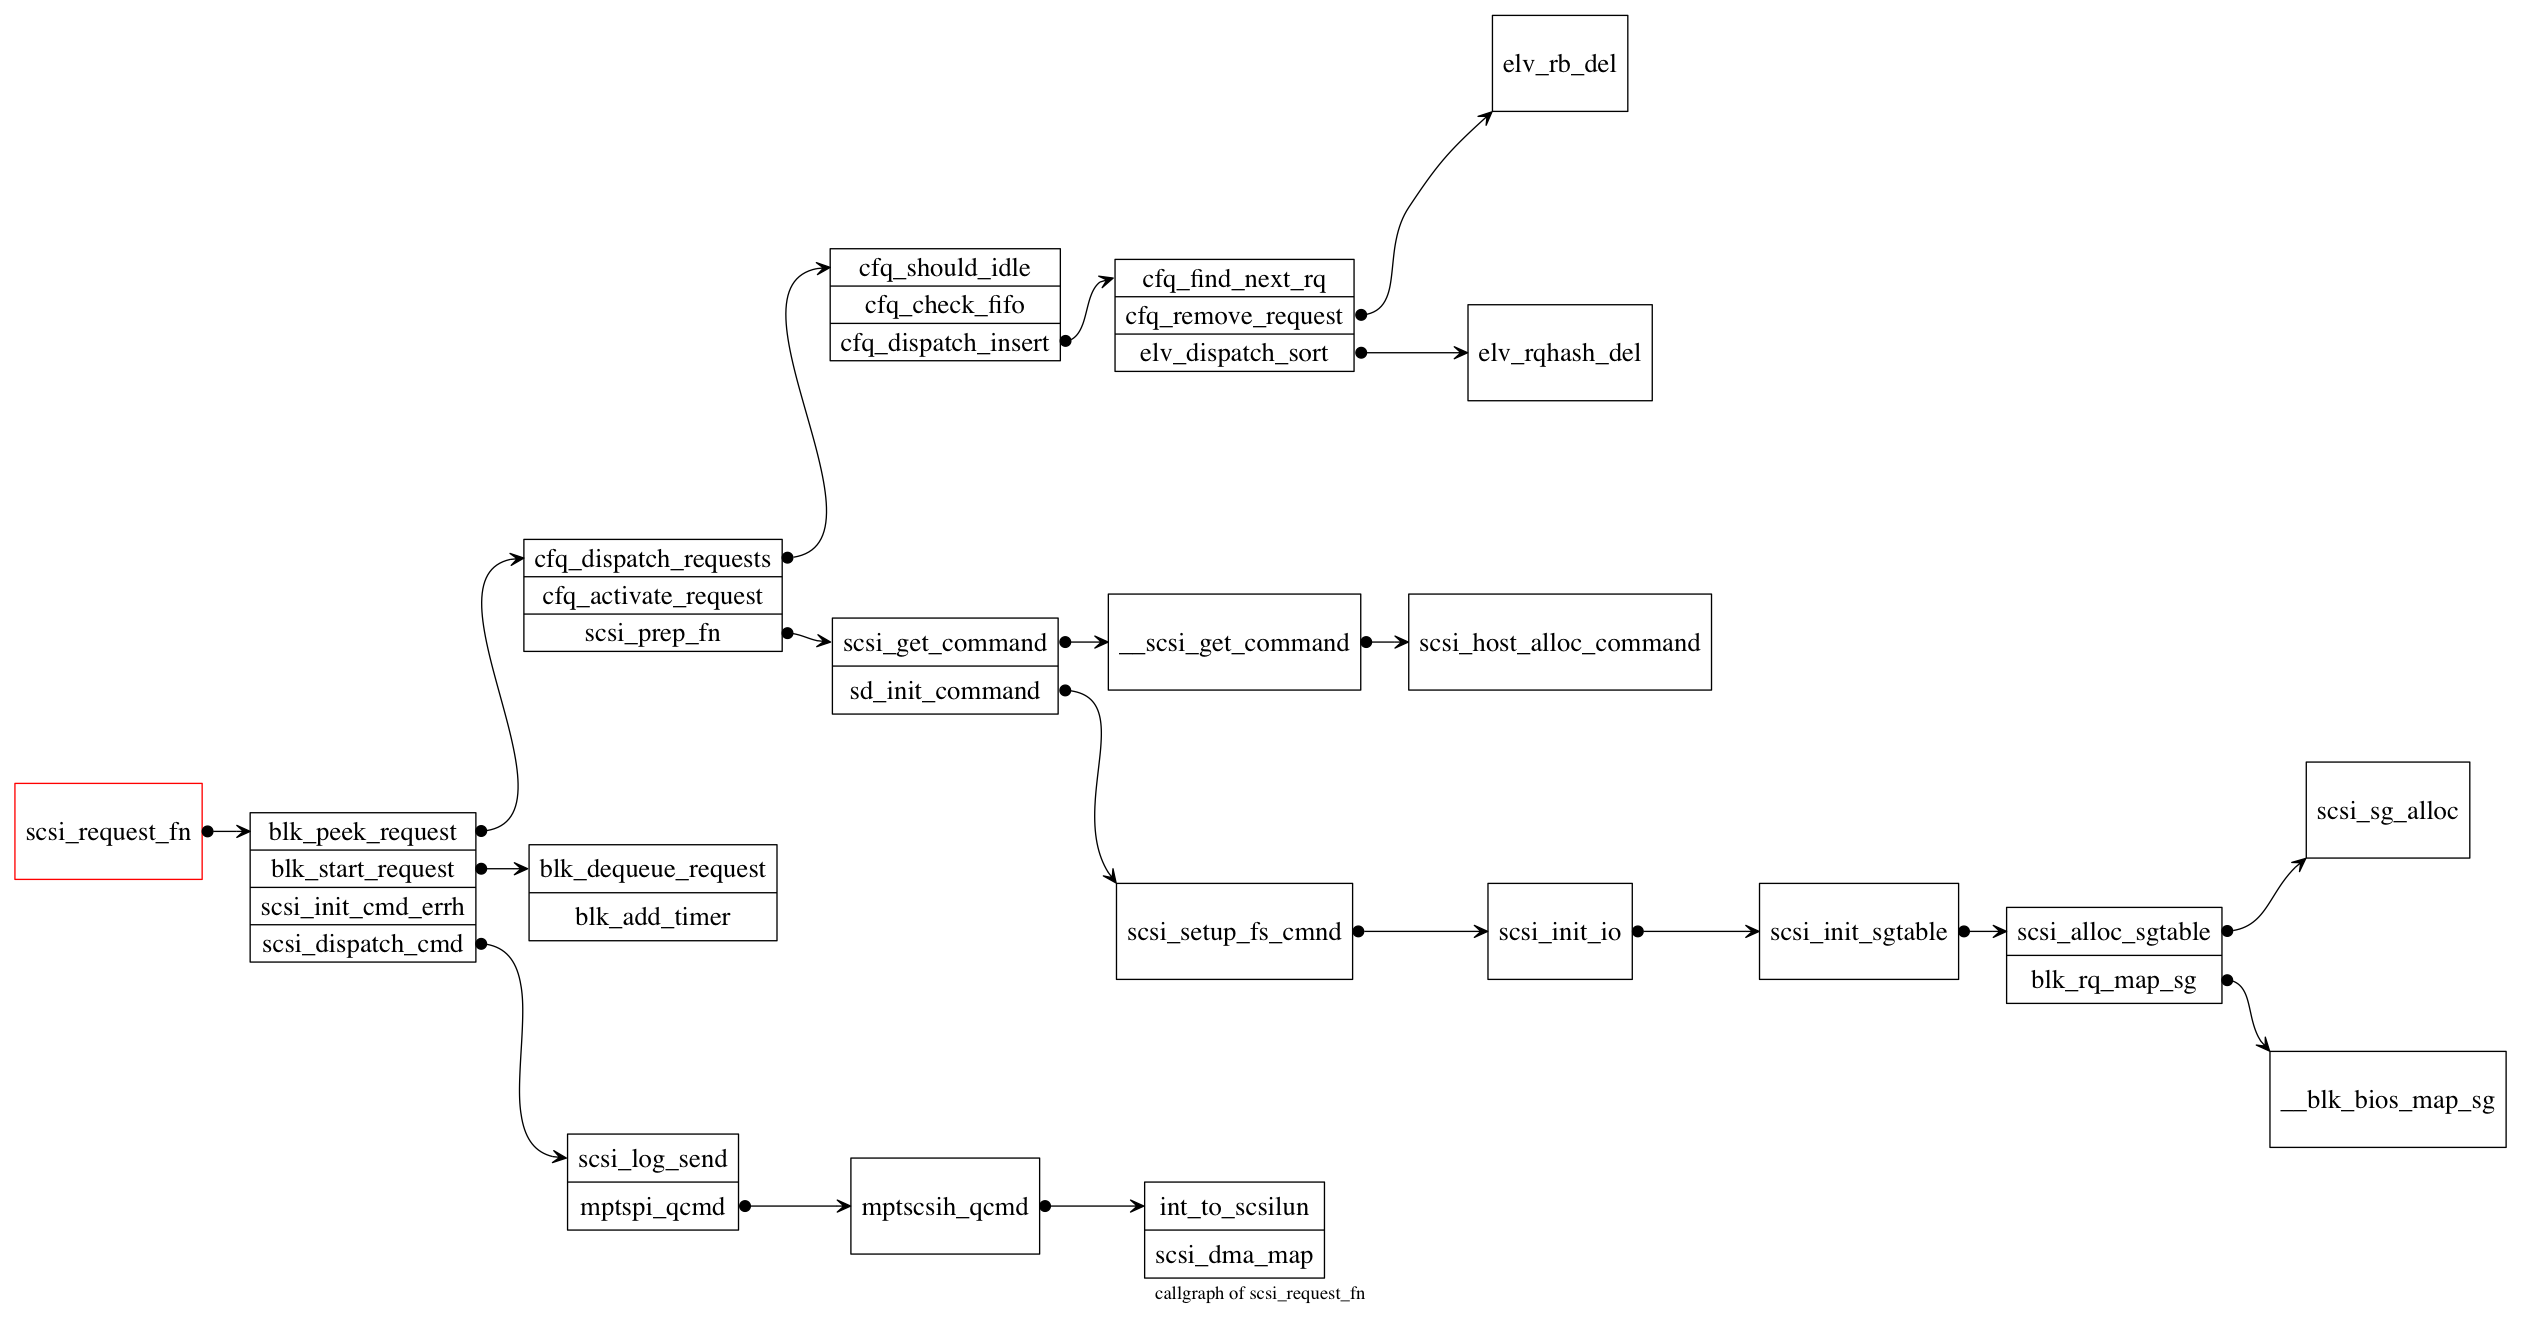 elv_rb_del
cfq_should_idle
cfq_check_fifo
cfq_dispatch_insert
cfq_find_next_rq
cfq_remove_request
elv_dispatch_sort
elv_rqhash_del
cfq_dispatch_requests
cfq_activate_request
scsi_prep_fn
scsi_get_command
sd_init_command
__scsi_get_command
scsi_host_alloc_command
scsi_request_fn
blk_peek_request
blk_start_request
scsi_init_cmd_errh
scsi_dispatch_cmd
blk_dequeue_request
blk_add_timer
scsi_setup_fs_cmnd
scsi_init_io
scsi_init_sgtable
scsi_alloc_sgtable
blk_rq_map_sg
scsi_sg_alloc
__blk_bios_map_sg
scsi_log_send
mptspi_qcmd
mptscsih_qcmd
int_to_scsilun
scsi_dma_map
callgraph of scsi_request_fn